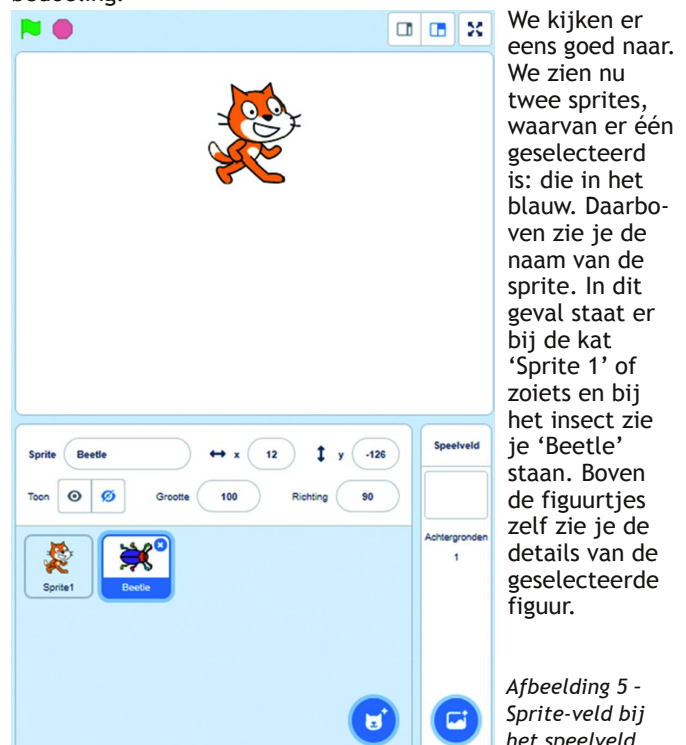 bedoeling.
We kijken er
eens goed naar.
We zien nu
twee sprites,
waarvan er één
geselecteerd
is: die in het
blauw. Daarbo-
ven zie je de
naam van de
sprite. In dit
geval staat er
bij de kat
‘Sprite 1’ of
zoiets en bij
het insect zie
je ‘Beetle’
staan. Boven
de figuurtjes
zelf zie je de
details van de
geselecteerde
figuur.
Sprite Beetle x 12 y -126
Toon Grootte 100 Richting 90
Sprite1 Beetle
Speelveld
Achtergronden
1
Afbeelding 5 –
Sprite-veld bij
het speelveld